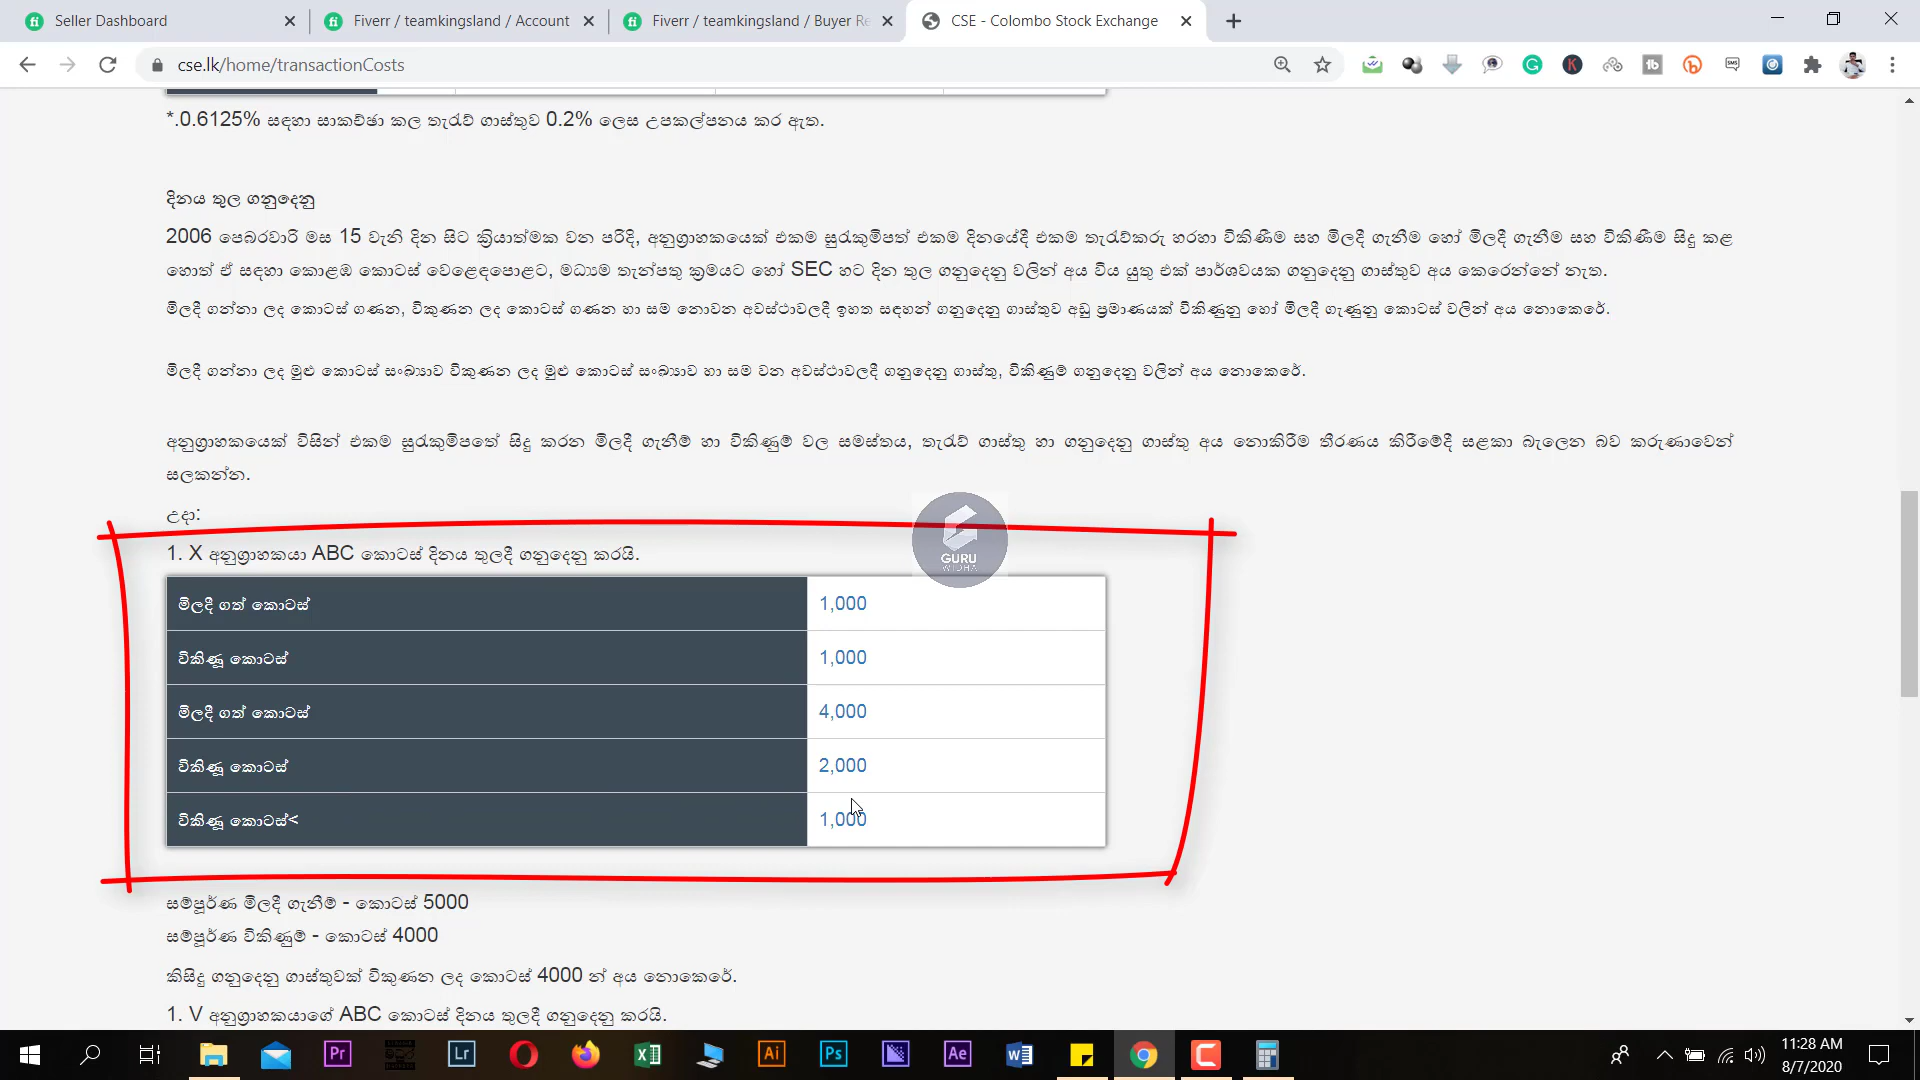 Seller Dashboard
Fiverr / teamkingsland / Account
Fiverr / teamkingsland / Buyer Re
CSE - Colombo Stock Exchange
cse.lk/home/transactionCosts
*.0.6125% සඳහා සාකච්ඡා කල තැරැව් ගාස්තුව 0.2% ලෙස උපකල්පනය කර ඇත.
දිනය තුල ගනුදෙනු
2006 පෙබරවාරි මස 15 වැනි දින සිට ක්‍රියාත්මක වන පරිදි, අනුග්‍රාහකයෙක් එකම සුරැකුම්පත් එකම දිනයේදී එකම තැරැව්කරු හරහා විකිණීම සහ මිලදී ගැනීම හෝ මිලදී ගැනීම සහ විකිණීම සිදු කළ
හොත් ඒ සඳහා කොළඹ කොටස් වෙළෙඳපොළට, මධ්‍යම තැන්පතු ක්‍රමයට හෝ SEC හට දින තුල ගනුදෙනු වලින් අය විය යුතු එක් පාර්ශවයක ගනුදෙනු ගාස්තුව අය කෙරෙන්නේ නැත.
මිලදී ගන්නා ලද කොටස් ගණන, විකුණන ලද කොටස් ගණන හා සම නොවන අවස්ථාවලදී ඉහත සඳහන් ගනුදෙනු ගාස්තුව අඩු ප්‍රමාණයක් විකිණුනු හෝ මිලදී ගැණුනු කොටස් වලින් අය නොකෙරේ.
මිලදී ගන්නා ලද මුළු කොටස් සංඛ්‍යාව විකුණන ලද මුළු කොටස් සංඛ්‍යාව හා සම වන අවස්ථාවලදී ගනුදෙනු ගාස්තු, විකිණුම් ගනුදෙනු වලින් අය නොකෙරේ.
අනුග්‍රාහකයෙක් විසින් එකම සුරැකුම්පතේ සිදු කරන මිලදී ගැනීම් හා විකිණුම් වල සමස්තය, තැරැව් ගාස්තු හා ගනුදෙනු ගාස්තු අය නොකිරීම තීරණය කිරීමේදී සළකා බැලෙන බව කරුණාවෙන්
සලකන්න.
උදා:
1. X අනුග්‍රාහකයා ABC කොටස් දිනය තුලදී ගනුදෙනු කරයි.
GURU
WIDHA
මිලදී ගත් කොටස් 1,000
විකිණූ කොටස් 1,000
මිලදී ගත් කොටස් 4,000
විකිණූ කොටස් 2,000
විකිණූ කොටස්< 1,000
සම්පූර්ණ මිලදී ගැනීම් - කොටස් 5000
සම්පූර්ණ විකිණුම් - කොටස් 4000
කිසිදු ගනුදෙනු ගාස්තුවක් විකුණන ලද කොටස් 4000 න් අය නොකෙරේ.
1. V අනුග්‍රාහකයාගේ ABC කොටස් දිනය තුලදී ගනුදෙනු කරයි.
11:28 AM
8/7/2020